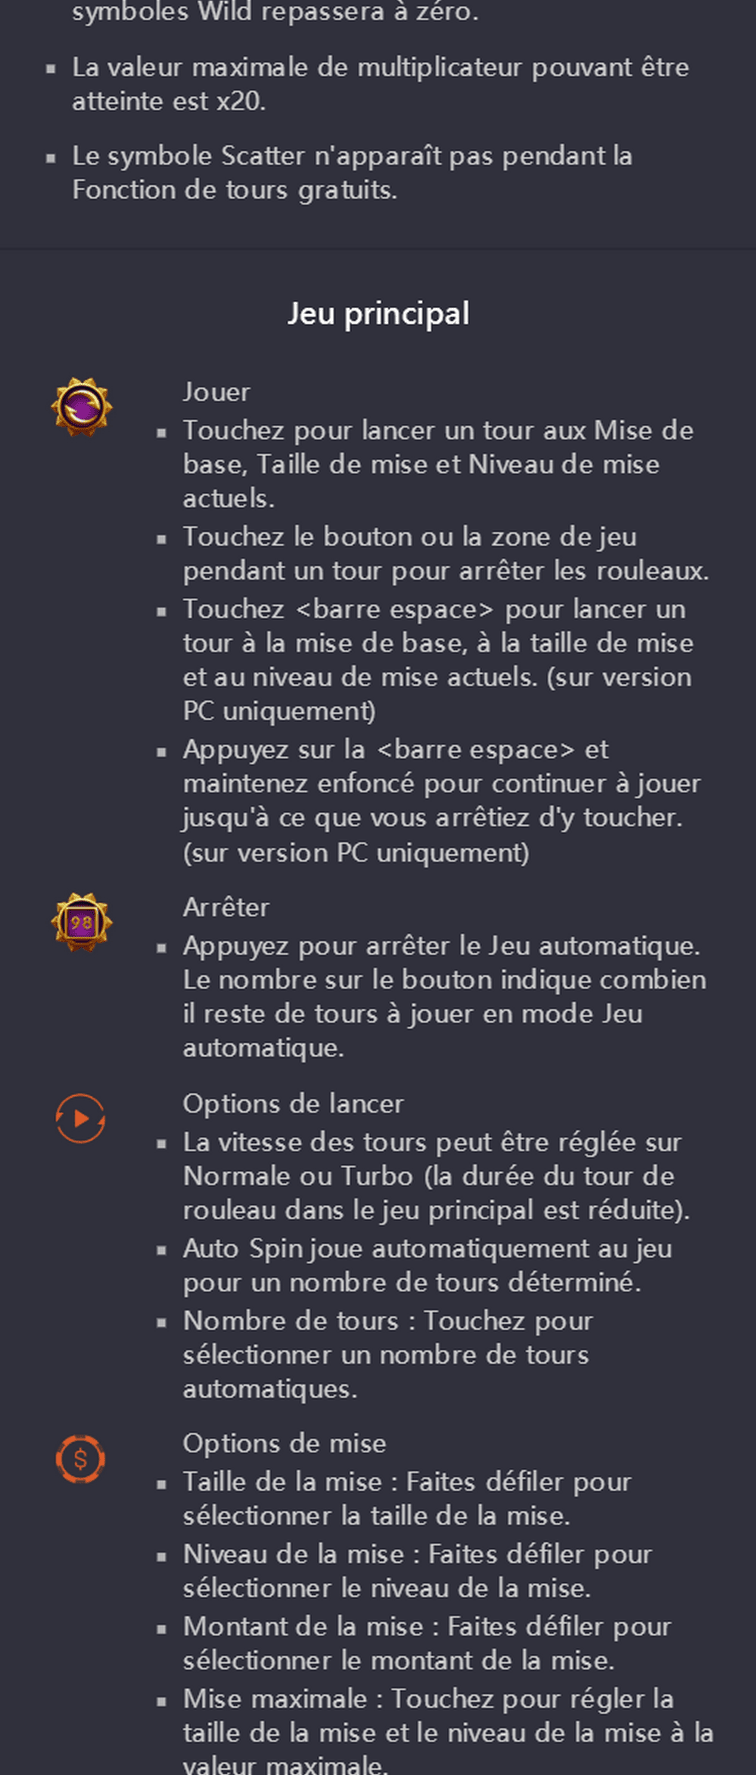 symboles Wild repassera à zéro.
La valeur maximale de multiplicateur pouvant être
atteinte est x20.
Le symbole Scatter n'apparaît pas pendant la
Fonction de tours gratuits.
Jeu principal
Jouer
Touchez pour lancer un tour aux Mise de
base, Taille de mise et Niveau de mise
actuels.
Touchez le bouton ou la zone de jeu
pendant un tour pour arrêter les rouleaux.
Touchez <barre espace> pour lancer un
tour à la mise de base, à la taille de mise
et au niveau de mise actuels. (sur version
PC uniquement)
Appuyez sur la <barre espace> et
maintenez enfoncé pour continuer à jouer
jusqu'à ce que vous arrêtiez d'y toucher.
(sur version PC uniquement)
98
Arrêter
Appuyez pour arrêter le Jeu automatique.
Le nombre sur le bouton indique combien
il reste de tours à jouer en mode Jeu
automatique.
Options de lancer
La vitesse des tours peut être réglée sur
Normale ou Turbo (la durée du tour de
rouleau dans le jeu principal est réduite).
Auto Spin joue automatiquement au jeu
pour un nombre de tours déterminé.
Nombre de tours : Touchez pour
sélectionner un nombre de tours
automatiques.
$
Options de mise
Taille de la mise : Faites défiler pour
sélectionner la taille de la mise.
Niveau de la mise : Faites défiler pour
sélectionner le niveau de la mise.
Montant de la mise : Faites défiler pour
sélectionner le montant de la mise.
Mise maximale : Touchez pour régler la
taille de la mise et le niveau de la mise à la
valeur maximale.